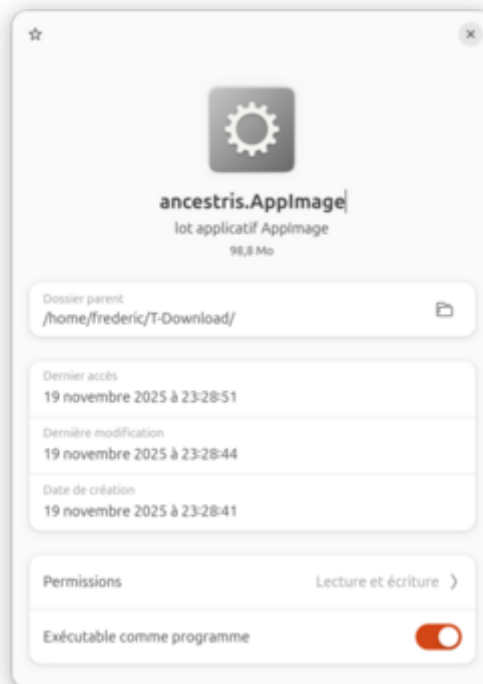 ancestris.AppImage
lot applicatif AppImage
98,8 Mo
Dossier parent
/home/frederic/T-Download/
Dernier accès
19 novembre 2025 à 23:28:51
Dernière modification
19 novembre 2025 à 23:28:44
Date de création
19 novembre 2025 à 23:28:41
Permissions Lecture et écriture
Exécutable comme programme